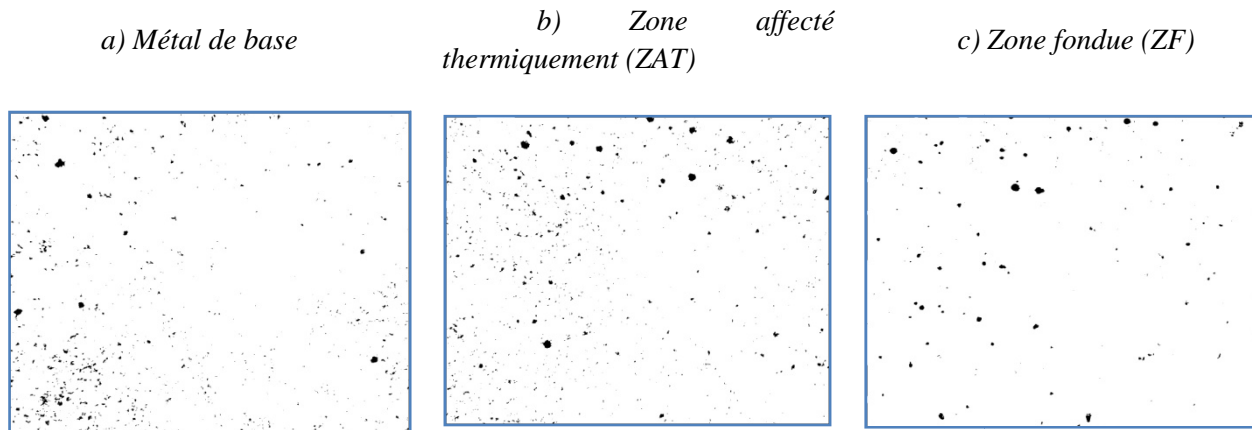 a) Métal de base
b) Zone affecté
thermiquement (ZAT)
c) Zone fondue (ZF)